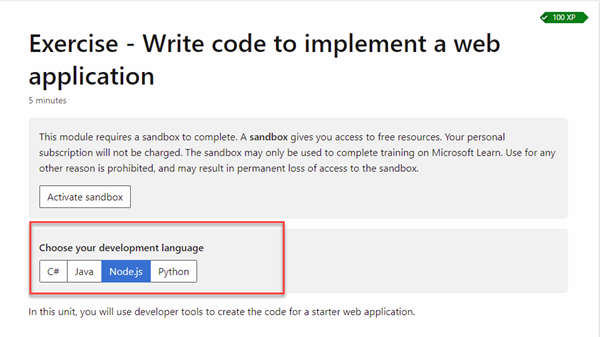 100 XP
Exercise - Write code to implement a web
application
5 minutes
This module requires a sandbox to complete. A sandbox gives you access to free resources. Your personal
subscription will not be charged. The sandbox may only be used to complete training on Microsoft Learn. Use for any
other reason is prohibited, and may result in permanent loss of access to the sandbox.
Activate sandbox
Choose your development language
C# Java Node.js Python
In this unit, you will use developer tools to create the code for a starter web application.